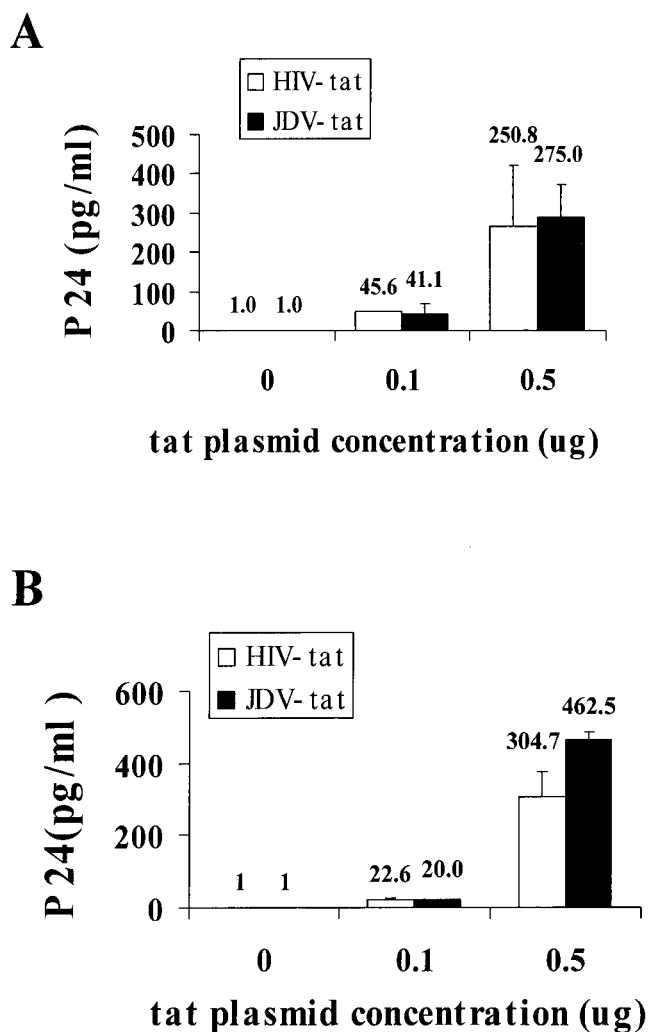 A
HIV-tat
JDV-tat
P24 (pg/ml)
500
400
300
200
100
0
1.0 1.0
45.6 41.1
250.8
275.0
0 0.1 0.5
tat plasmid concentration (ug)
B
HIV-tat
JDV-tat
P24(pg/ml)
600
400
200
0
1 1
22.6 20.0
304.7
462.5
0 0.1 0.5
tat plasmid concentration (ug)